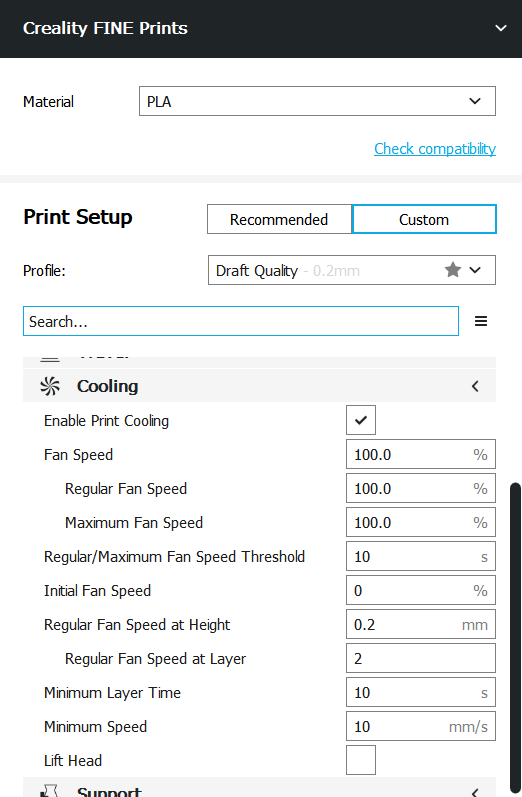 Creality FINE Prints
Material PLA
Check compatibility
Print Setup Recommended Custom
Profile: Draft Quality - 0.2mm
Search...
Cooling
Enable Print Cooling
Fan Speed 100.0 %
Regular Fan Speed 100.0 %
Maximum Fan Speed 100.0 %
Regular/Maximum Fan Speed Threshold 10 s
Initial Fan Speed 0 %
Regular Fan Speed at Height 0.2 mm
Regular Fan Speed at Layer 2
Minimum Layer Time 10 s
Minimum Speed 10 mm/s
Lift Head
Support